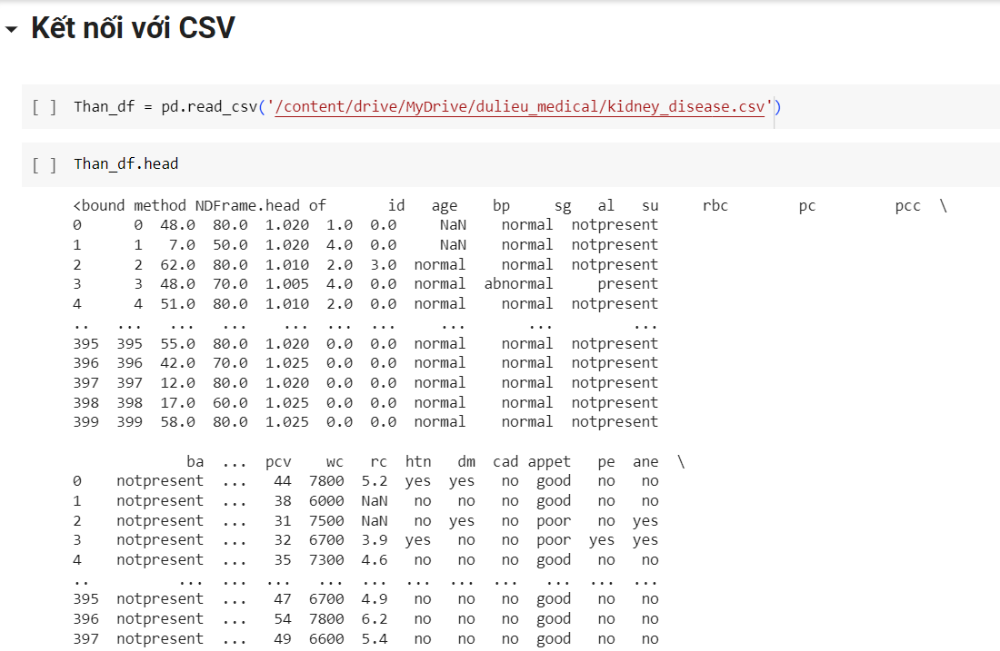 Kết nối với CSV
[ ] Than_df = pd.read_csv('/content/drive/MyDrive/dulieu_medical/kidney_disease.csv')
[ ] Than_df.head
<bound method NDFrame.head of       id   age    bp     sg   al   su     rbc        pc         pcc  \
0      0  48.0  80.0  1.020  1.0  0.0     NaN    normal  notpresent
1      1   7.0  50.0  1.020  4.0  0.0     NaN    normal  notpresent
2      2  62.0  80.0  1.010  2.0  3.0  normal    normal  notpresent
3      3  48.0  70.0  1.005  4.0  0.0  normal  abnormal     present
4      4  51.0  80.0  1.010  2.0  0.0  normal    normal  notpresent
..   ...   ...   ...    ...  ...  ...     ...       ...         ...
395  395  55.0  80.0  1.020  0.0  0.0  normal    normal  notpresent
396  396  42.0  70.0  1.025  0.0  0.0  normal    normal  notpresent
397  397  12.0  80.0  1.020  0.0  0.0  normal    normal  notpresent
398  398  17.0  60.0  1.025  0.0  0.0  normal    normal  notpresent
399  399  58.0  80.0  1.025  0.0  0.0  normal    normal  notpresent
             ba  ...  pcv    wc   rc  htn   dm  cad appet   pe  ane  \
0    notpresent  ...   44  7800  5.2  yes  yes   no  good   no   no
1    notpresent  ...   38  6000  NaN   no   no   no  good   no   no
2    notpresent  ...   31  7500  NaN   no  yes   no  poor   no  yes
3    notpresent  ...   32  6700  3.9  yes   no   no  poor  yes  yes
4    notpresent  ...   35  7300  4.6   no   no   no  good   no   no
..          ...  ...  ...   ...  ...  ...  ...  ...   ...  ...  ...
395  notpresent  ...   47  6700  4.9   no   no   no  good   no   no
396  notpresent  ...   54  7800  6.2   no   no   no  good   no   no
397  notpresent  ...   49  6600  5.4   no   no   no  good   no   no